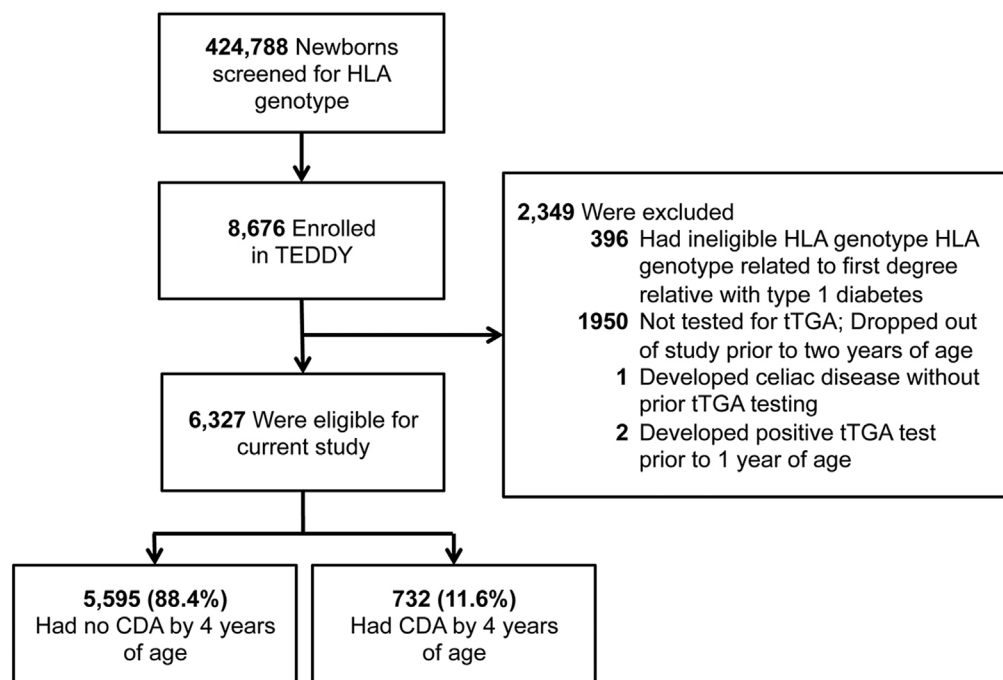 424,788 Newborns
screened for HLA
genotype
8,676 Enrolled
in TEDDY
2,349 Were excluded
396 Had ineligible HLA genotype HLA
genotype related to first degree
relative with type 1 diabetes
1950 Not tested for tTGA; Dropped out
of study prior to two years of age
1 Developed celiac disease without
prior tTGA testing
2 Developed positive tTGA test
prior to 1 year of age
6,327 Were eligible for
current study
5,595 (88.4%)
Had no CDA by 4 years
of age
732 (11.6%)
Had CDA by 4 years
of age